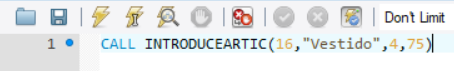 Don't Limit
1 CALL INTRODUCEARTIC(16,"Vestido",4,75)